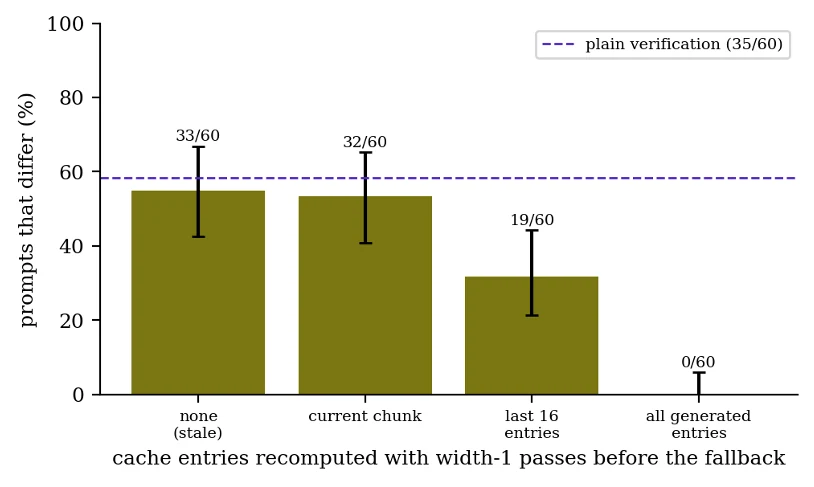 100
80
60
40
20
0
prompts that differ (%)
plain verification (35/60)
33/60
32/60
19/60
0/60
none
(stale)
current chunk
last 16
entries
all generated
entries
cache entries recomputed with width-1 passes before the fallback